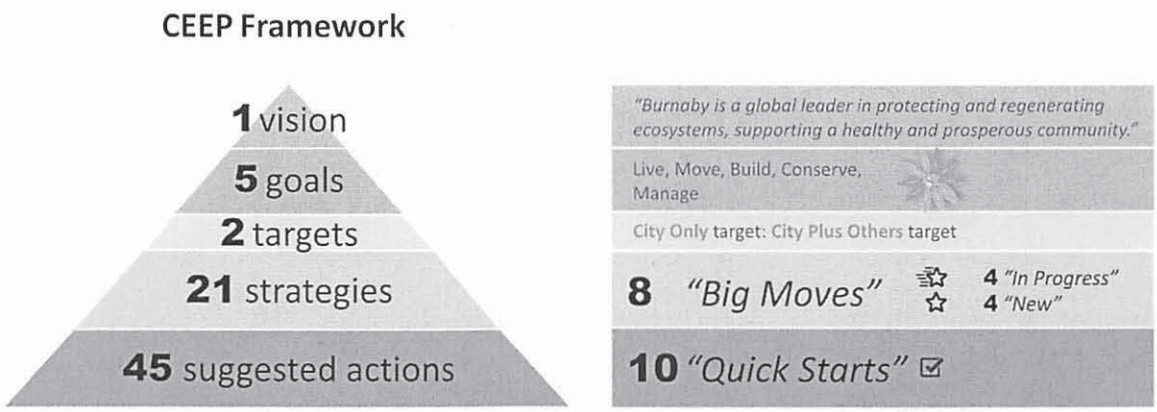 CEEP Framework
1 vision
5 goals
2 targets
21 strategies
45 suggested actions
"Burnaby is a global leader in protecting and regenerating
ecosystems, supporting a healthy and prosperous community."
Live, Move, Build, Conserve,
Manage
City Only target: City Plus Others target
8 "Big Moves"
4 "In Progress"
4 "New"
10 "Quick Starts"